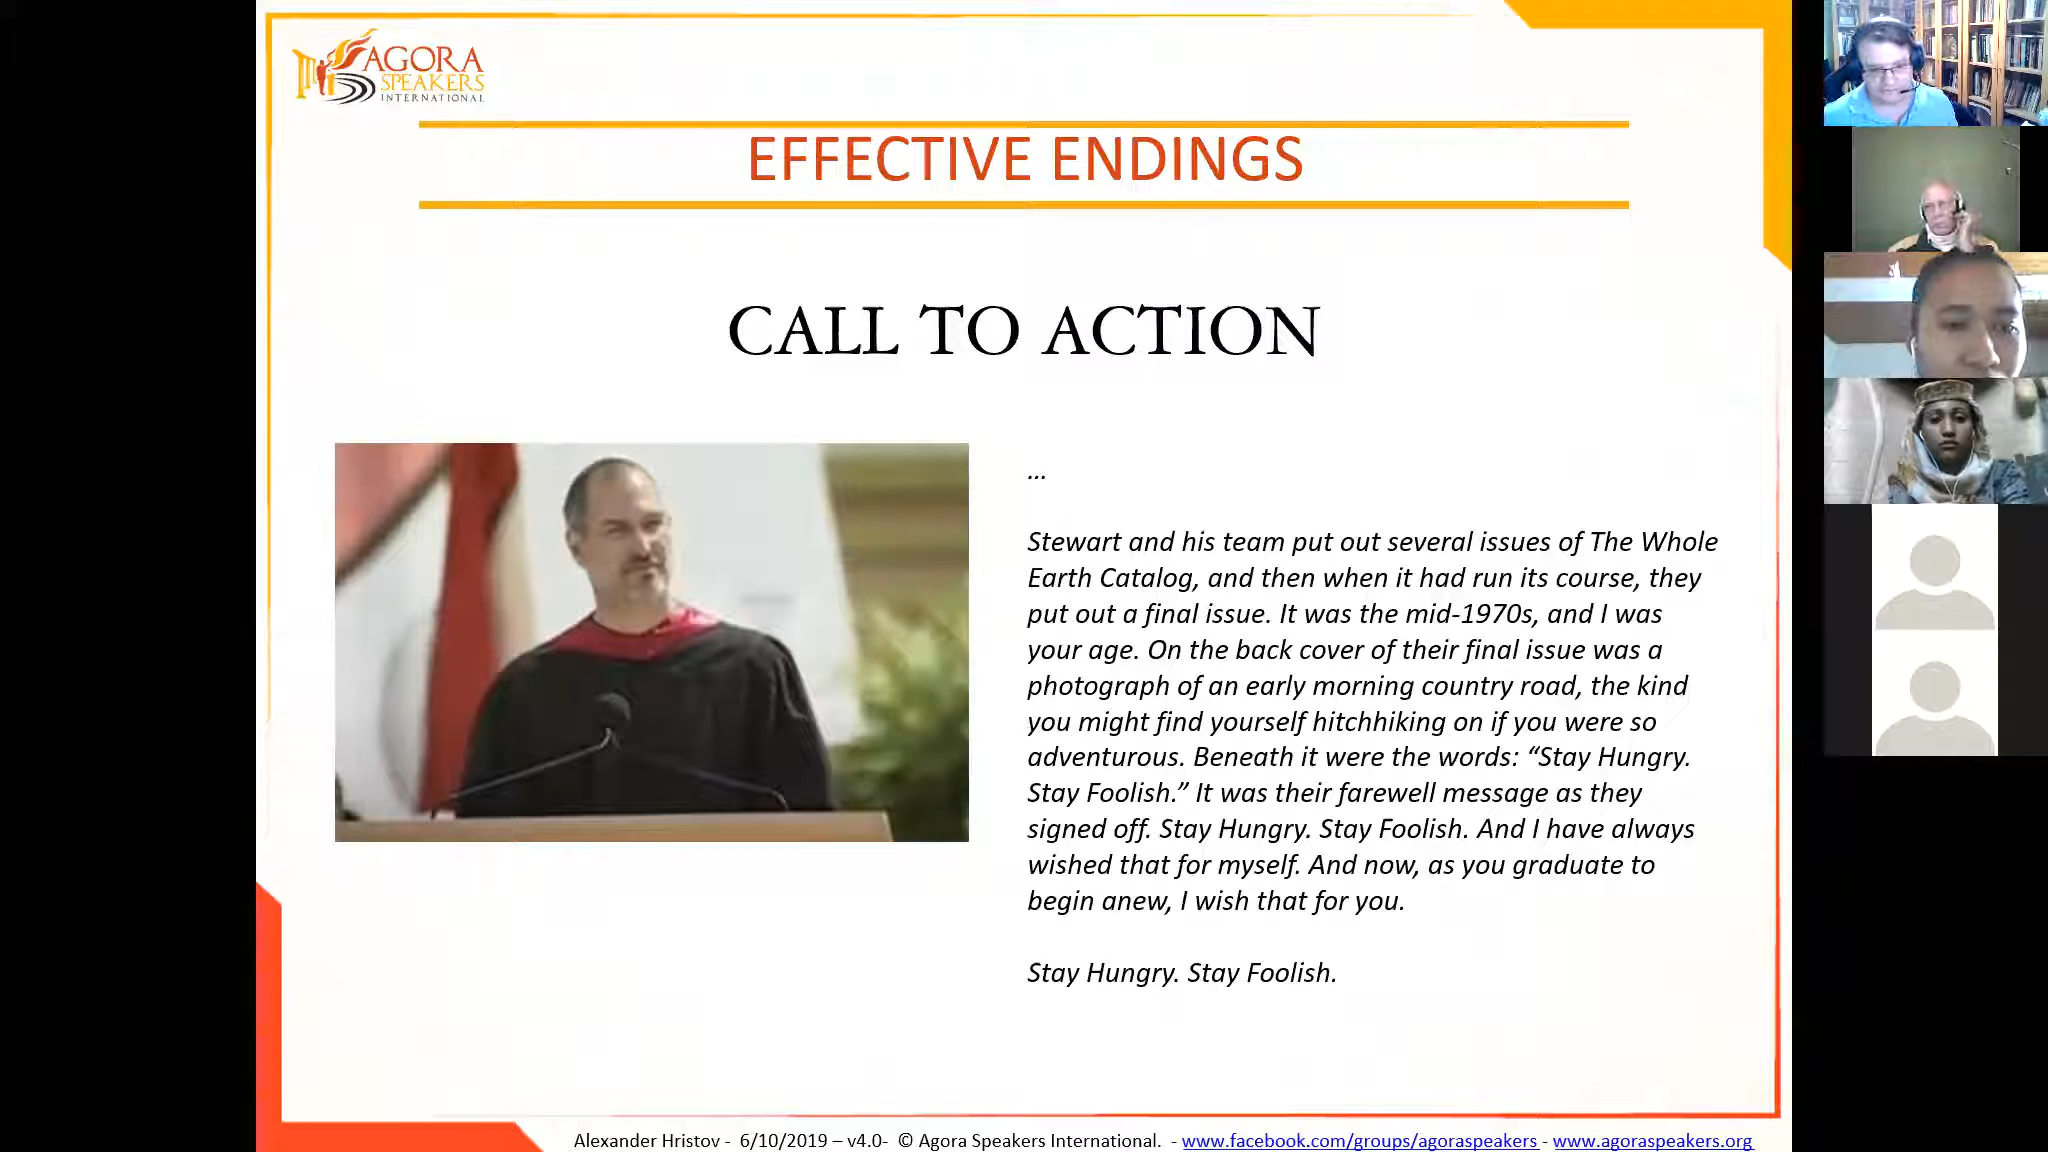 AGORA
SPEAKERS
INTERNATIONAL
EFFECTIVE ENDINGS
CALL TO ACTION
...
Stewart and his team put out several issues of The Whole
Earth Catalog, and then when it had run its course, they
put out a final issue. It was the mid-1970s, and I was
your age. On the back cover of their final issue was a
photograph of an early morning country road, the kind
you might find yourself hitchhiking on if you were so
adventurous. Beneath it were the words: “Stay Hungry.
Stay Foolish.” It was their farewell message as they
signed off. Stay Hungry. Stay Foolish. And I have always
wished that for myself. And now, as you graduate to
begin anew, I wish that for you.
Stay Hungry. Stay Foolish.
Alexander Hristov - 6/10/2019 – v4.0- © Agora Speakers International. - www.facebook.com/groups/agoraspeakers - www.agoraspeakers.org